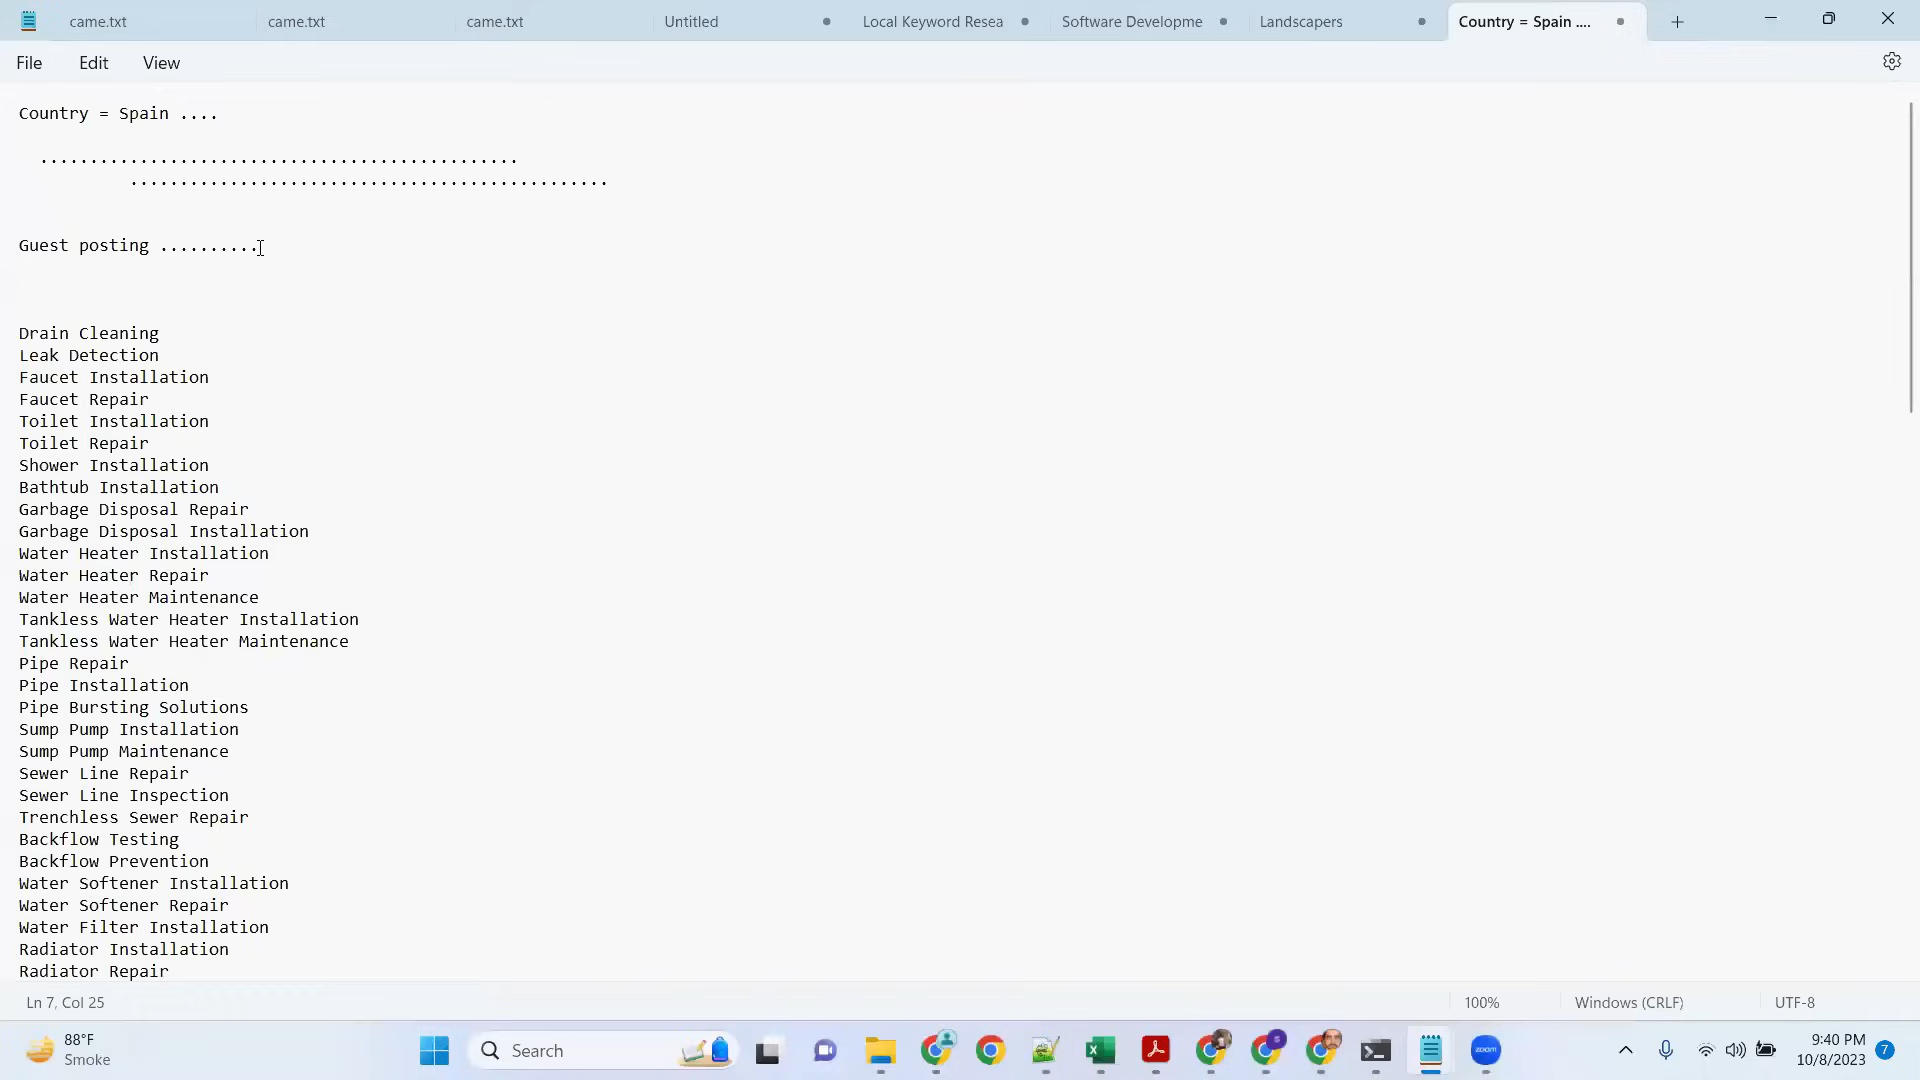 came.txt came.txt came.txt Untitled Local Keyword Resea Software Developme Landscapers Country = Spain ....
File Edit View
Country = Spain ....
................................................
................................................
Guest posting ..........
Drain Cleaning
Leak Detection
Faucet Installation
Faucet Repair
Toilet Installation
Toilet Repair
Shower Installation
Bathtub Installation
Garbage Disposal Repair
Garbage Disposal Installation
Water Heater Installation
Water Heater Repair
Water Heater Maintenance
Tankless Water Heater Installation
Tankless Water Heater Maintenance
Pipe Repair
Pipe Installation
Pipe Bursting Solutions
Sump Pump Installation
Sump Pump Maintenance
Sewer Line Repair
Sewer Line Inspection
Trenchless Sewer Repair
Backflow Testing
Backflow Prevention
Water Softener Installation
Water Softener Repair
Water Filter Installation
Radiator Installation
Radiator Repair
Ln 7, Col 25 100% Windows (CRLF) UTF-8
88°F
Smoke
Search
zoom
9:40 PM
10/8/2023
7